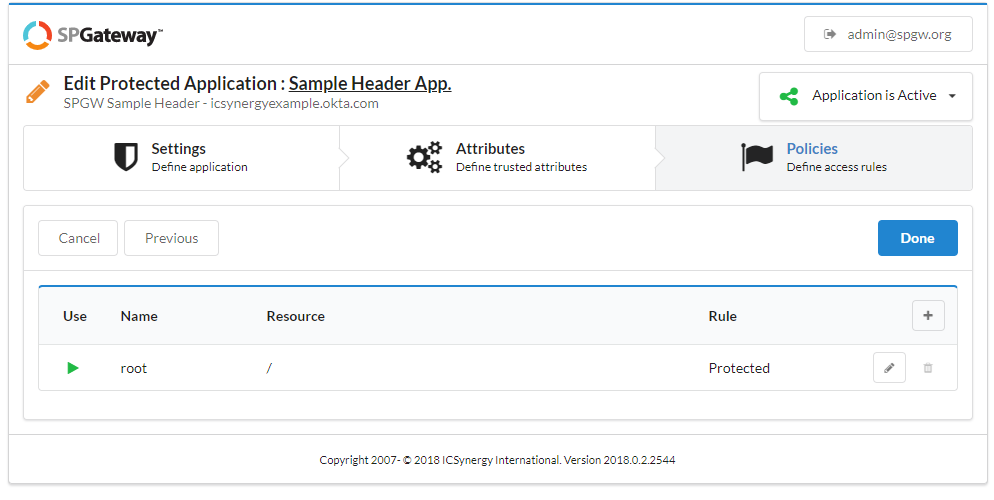 SPGateway™
admin@spgw.org
Edit Protected Application : Sample Header App.
SPGW Sample Header - icsynergyexample.okta.com
Application is Active
Settings
Define application
Attributes
Define trusted attributes
Policies
Define access rules
Cancel
Previous
Done
Use Name Resource Rule +
root / Protected
Copyright 2007- © 2018 ICSynergy International. Version 2018.0.2.2544